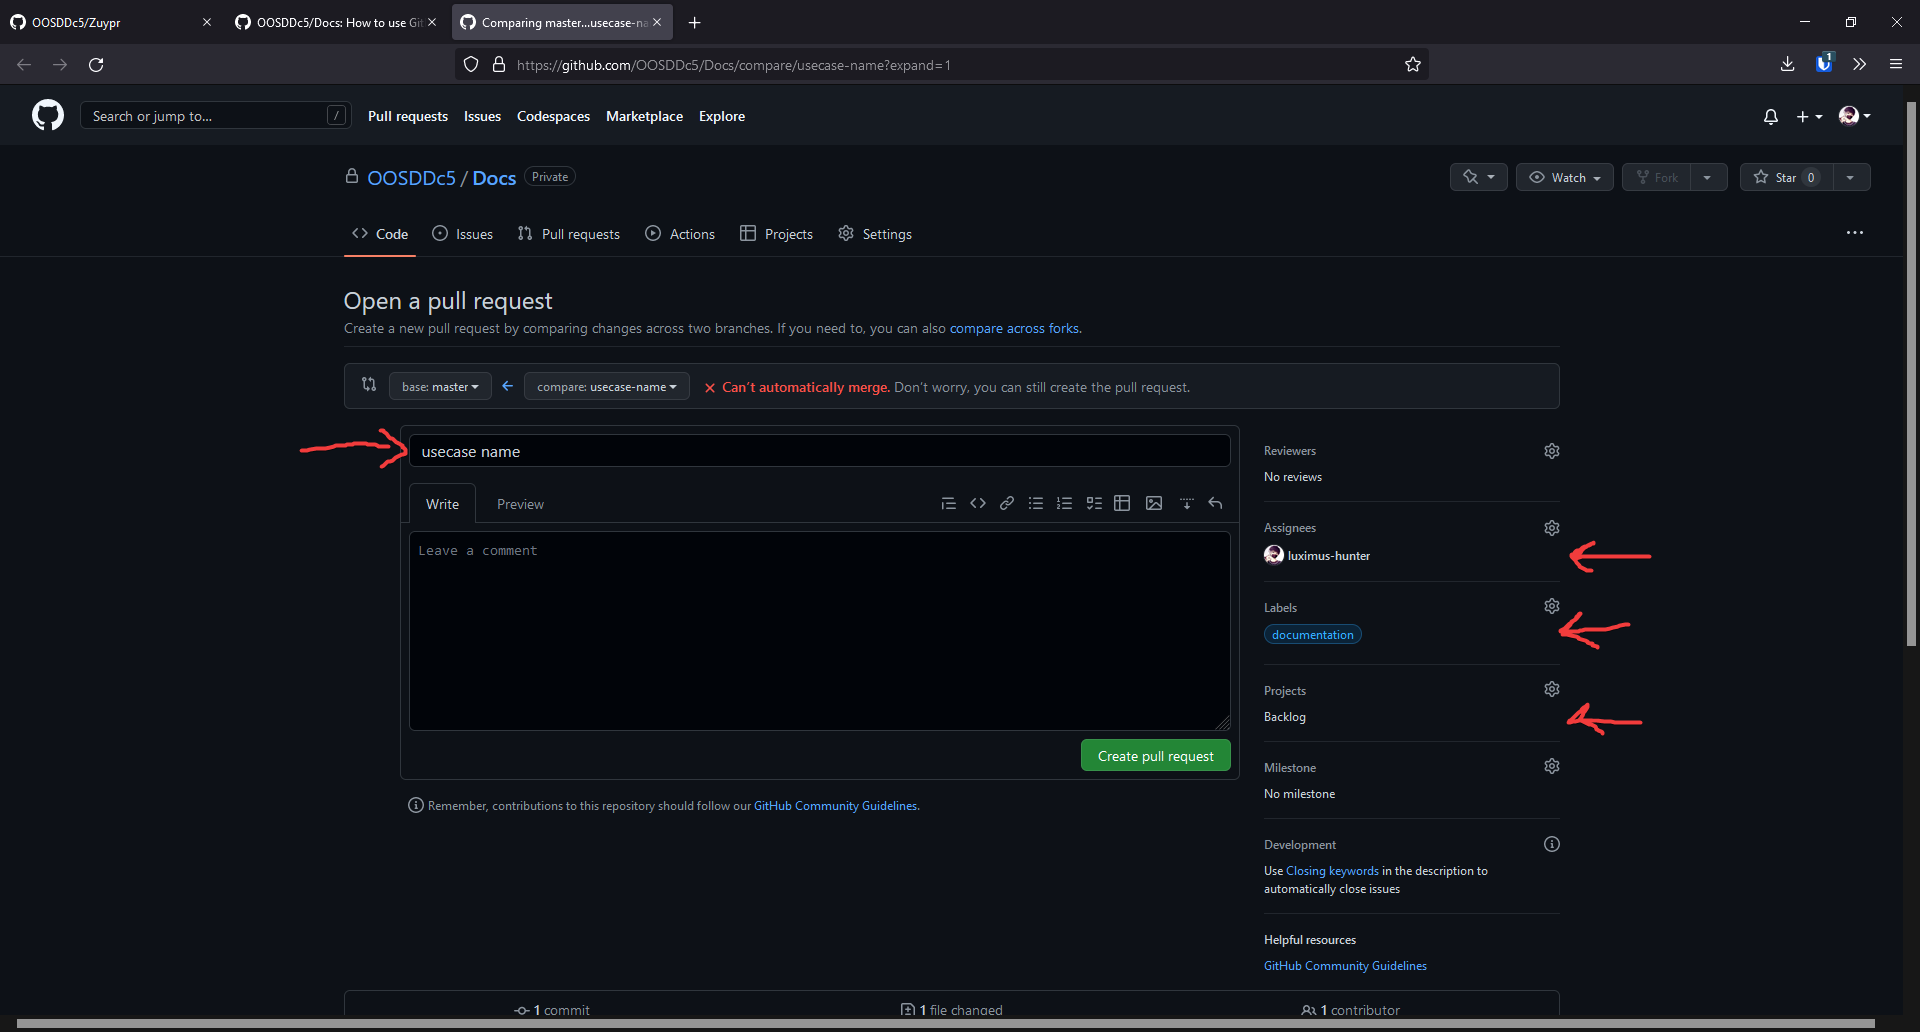 OOSDDc5/Zuypr
OOSDDc5/Docs: How to use Git
Comparing master...usecase-na
https://github.com/OOSDDc5/Docs/compare/usecase-name?expand=1
1
Search or jump to...
/
Pull requests
Issues
Codespaces
Marketplace
Explore
OOSDDc5 / Docs
Private
Watch
Fork
Star 0
Code
Issues
Pull requests
Actions
Projects
Settings
Open a pull request
Create a new pull request by comparing changes across two branches. If you need to, you can also compare across forks.
base: master
compare: usecase-name
Can’t automatically merge. Don’t worry, you can still create the pull request.
usecase name
Write
Preview
Leave a comment
Create pull request
Remember, contributions to this repository should follow our GitHub Community Guidelines.
Reviewers
No reviews
Assignees
luximus-hunter
Labels
documentation
Projects
Backlog
Milestone
No milestone
Development
Use Closing keywords in the description to
automatically close issues
Helpful resources
GitHub Community Guidelines
1 commit
1 file changed
1 contributor